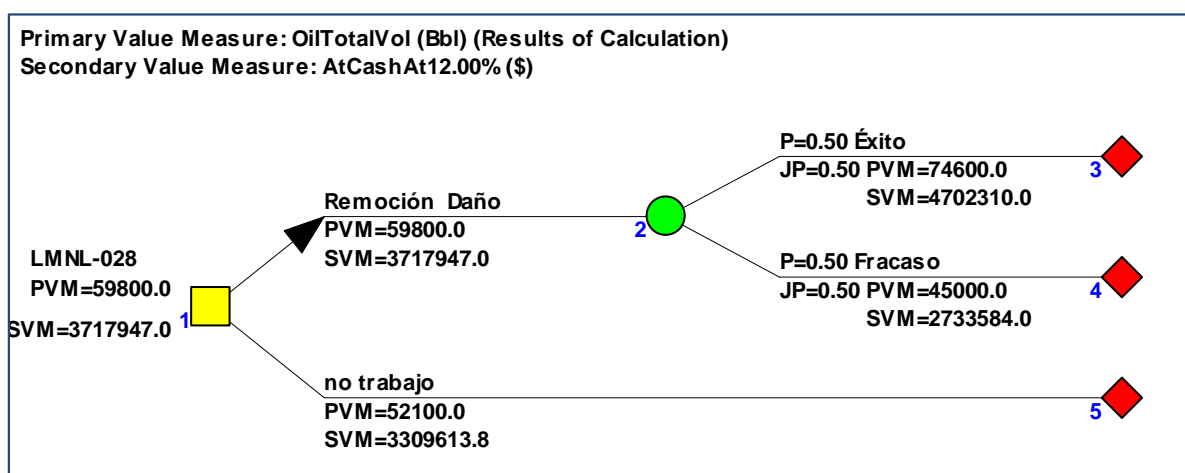 Primary Value Measure: OilTotalVol (Bbl) (Results of Calculation)
Secondary Value Measure: AtCashAt12.00% ($)
P=0.50 Éxito
JP=0.50 PVM=74600.0
3
SVM=4702310.0
Remoción Daño
PVM=59800.0
2
SVM=3717947.0
P=0.50 Fracaso
JP=0.50 PVM=45000.0
4
SVM=2733584.0
LMNL-028
PVM=59800.0
1
SVM=3717947.0
no trabajo
PVM=52100.0
5
SVM=3309613.8